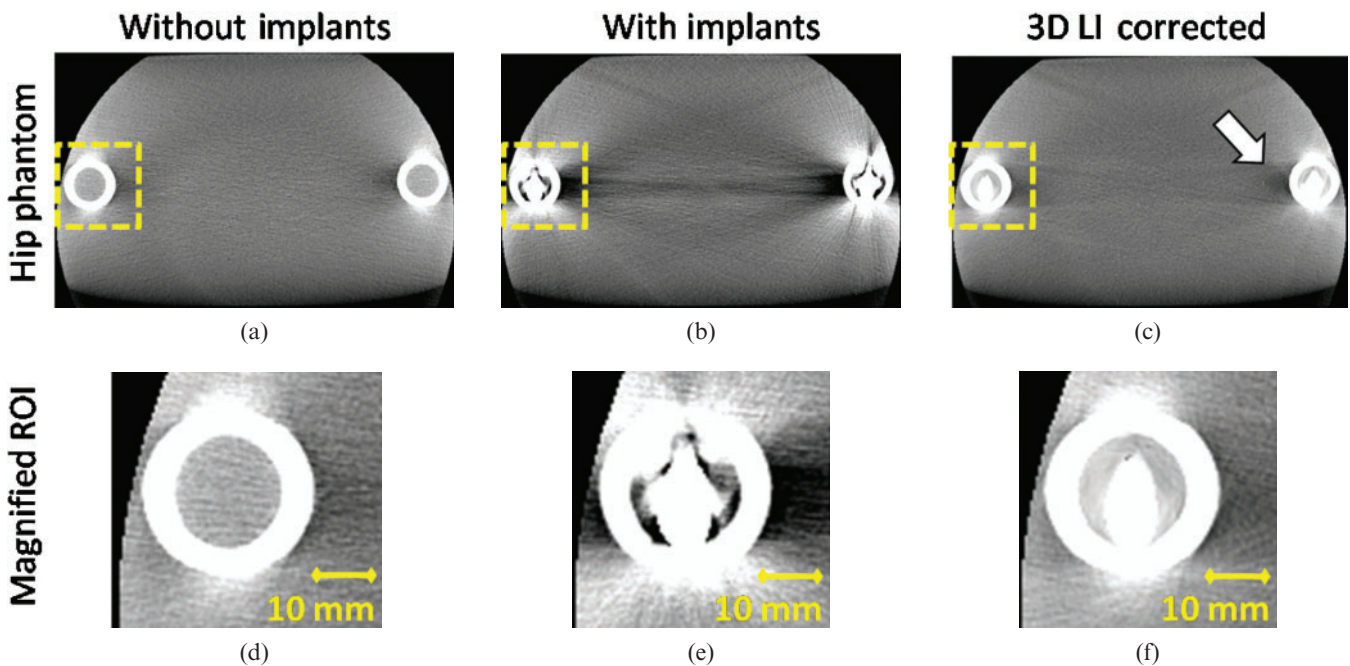 Without implants
With implants
3D LI corrected
Hip phantom
(a)
(b)
(c)
Magnified ROI
10 mm
10 mm
10 mm
(d)
(e)
(f)